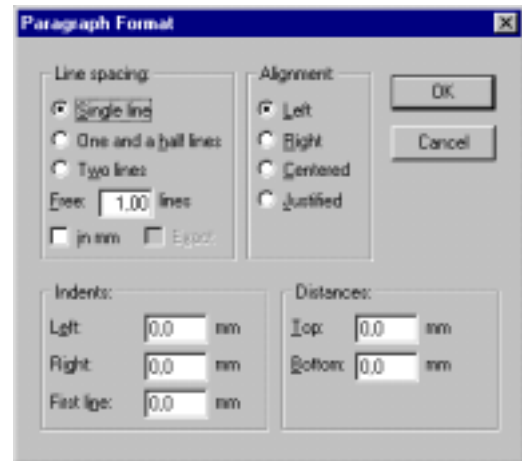 Paragraph Format
Line spacing:
Single line
One and a half lines
Two lines
Free: 1,00 lines
in mm Exact
Alignment
Left
Right
Centered
Justified
OK
Cancel
Indents:
Left: 0,0 mm
Right: 0,0 mm
First line: 0,0 mm
Distances:
Top: 0,0 mm
Bottom: 0,0 mm